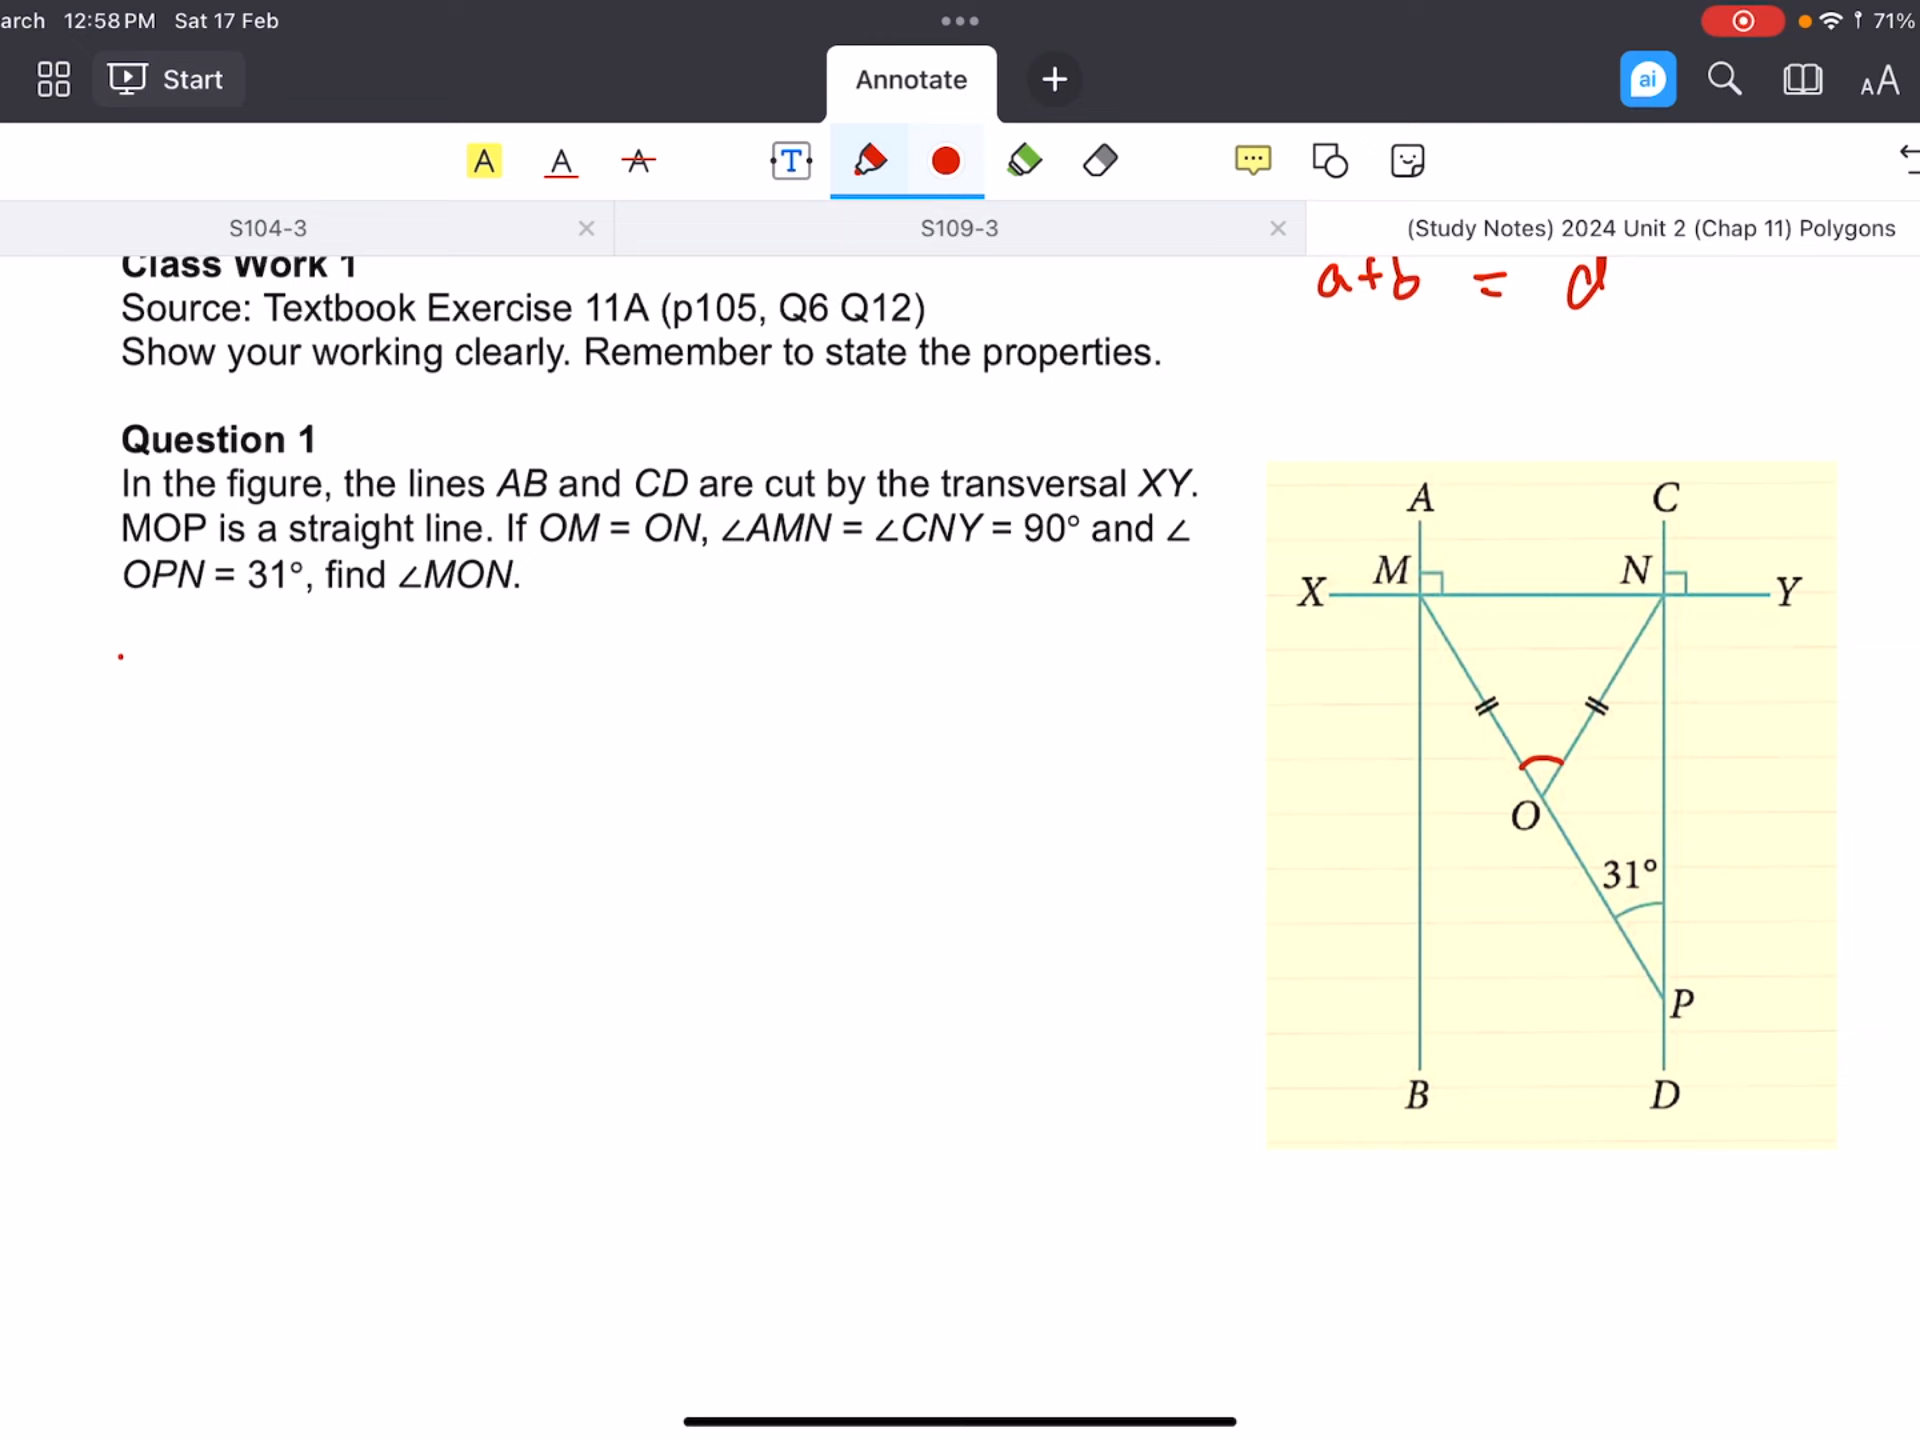 arch 12:58 PM Sat 17 Feb 71%
Start Annotate + ai AA
A A A T
S104-3 S109-3 (Study Notes) 2024 Unit 2 (Chap 11) Polygons
Class Work 1
a+b = d
Source: Textbook Exercise 11A (p105, Q6 Q12)
Show your working clearly. Remember to state the properties.
Question 1
In the figure, the lines AB and CD are cut by the transversal XY.
MOP is a straight line. If OM = ON, ∠AMN = ∠CNY = 90° and ∠
OPN = 31°, find ∠MON.
A C
M N
X Y
O
31°
P
B D